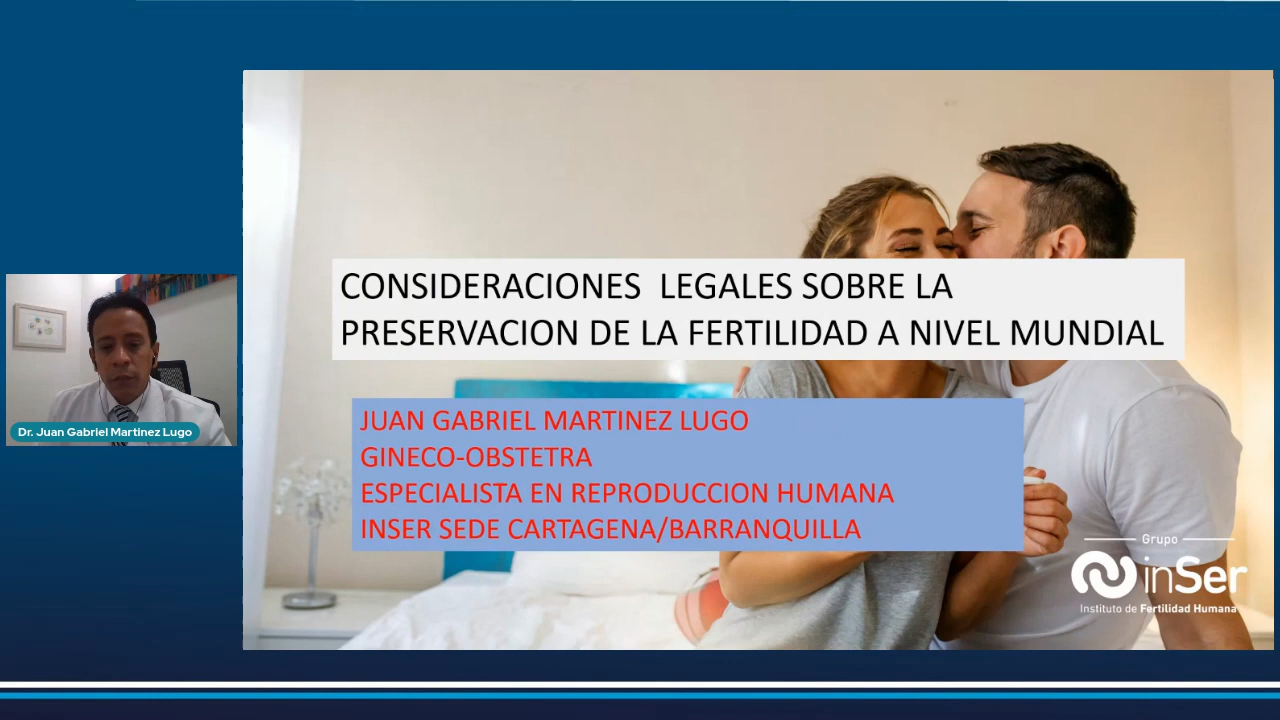 CONSIDERACIONES LEGALES SOBRE LA
PRESERVACION DE LA FERTILIDAD A NIVEL MUNDIAL
JUAN GABRIEL MARTINEZ LUGO
GINECO-OBSTETRA
ESPECIALISTA EN REPRODUCCION HUMANA
INSER SEDE CARTAGENA/BARRANQUILLA
Dr. Juan Gabriel Martinez Lugo
Grupo
inSer
Instituto de Fertilidad Humana